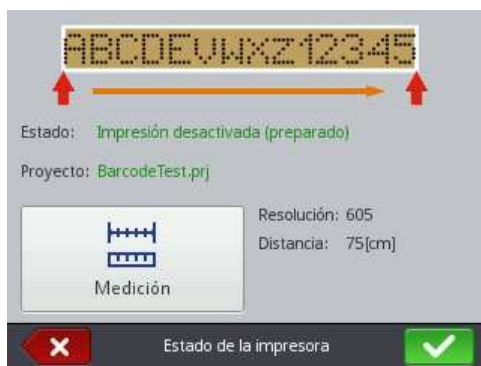 ABCDEVWXZ12345
Estado: Impresión desactivada (preparado)
Proyecto: BarcodeTest.prj
Resolución: 605
Distancia: 75[cm]
Medición
Estado de la impresora